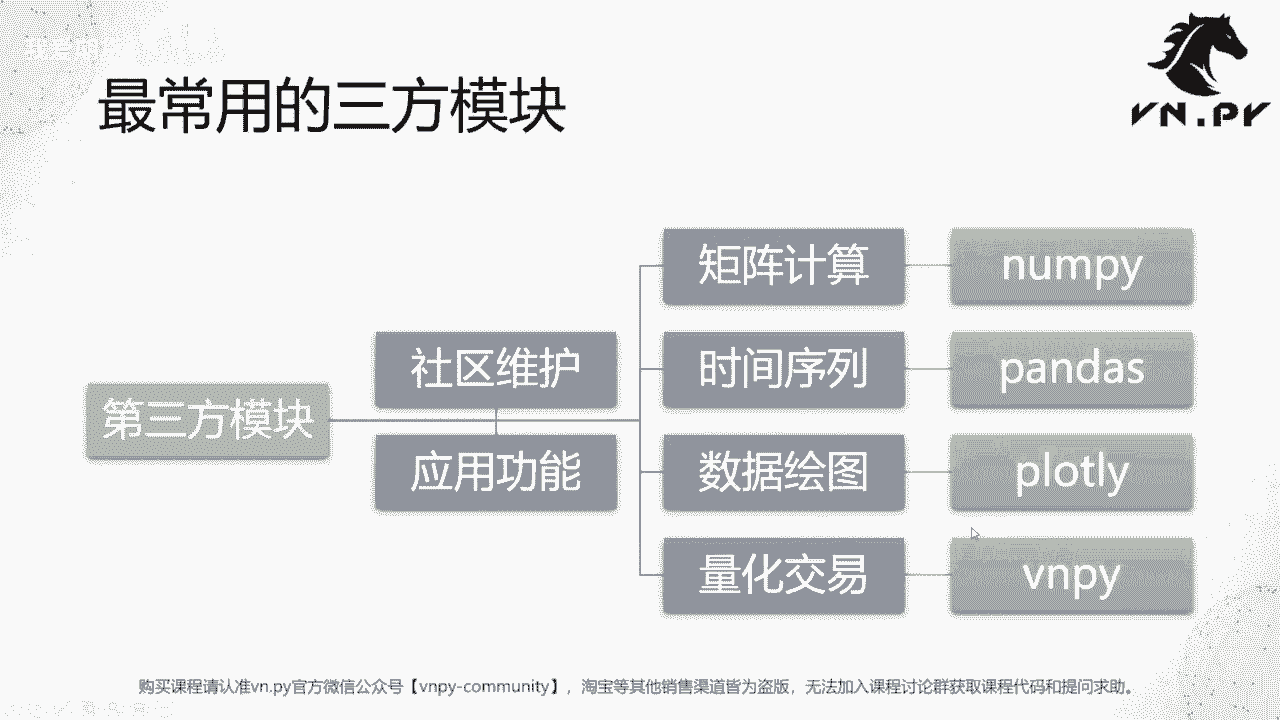 最常用的三方模块
VN.PY
第三方模块
社区维护
应用功能
矩阵计算
numpy
时间序列
pandas
数据绘图
plotly
量化交易
vnpy
购买课程请认准vn.py官方微信公众号【vnpy-community】，淘宝等其他销售渠道皆为盗版，无法加入课程讨论群获取课程代码和提问求助。